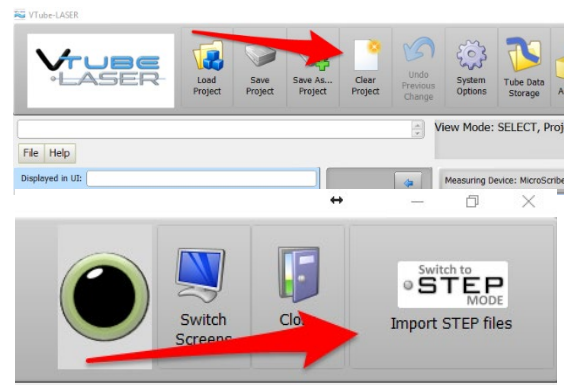 VTube-LASER
VTUBE
LASER
Load
Project
Save
Project
Save As...
Project
Clear
Project
Undo
Previous
Change
System
Options
Tube Data
Storage
View Mode: SELECT, Proj
File Help
Displayed in UI:
Measuring Device: MicroScribe
Switch
Screens
Clo
Switch to
STEP
MODE
Import STEP files